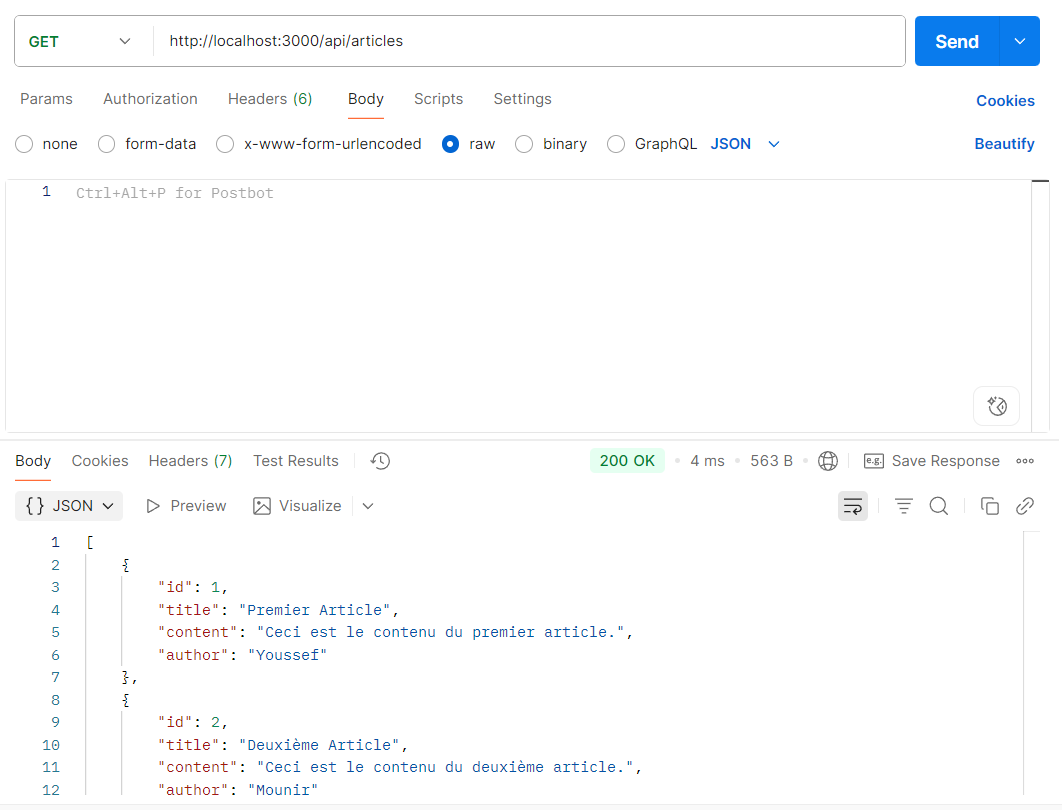 GET http://localhost:3000/api/articles Send
Params Authorization Headers (6) Body Scripts Settings Cookies
none form-data x-www-form-urlencoded raw binary GraphQL JSON Beautify
1 Ctrl+Alt+P for Postbot
Body Cookies Headers (7) Test Results 200 OK 4 ms 563 B e.g. Save Response
{} JSON Preview Visualize
1 [
2 {
3 "id": 1,
4 "title": "Premier Article",
5 "content": "Ceci est le contenu du premier article.",
6 "author": "Youssef"
7 },
8 {
9 "id": 2,
10 "title": "Deuxième Article",
11 "content": "Ceci est le contenu du deuxième article.",
12 "author": "Mounir"